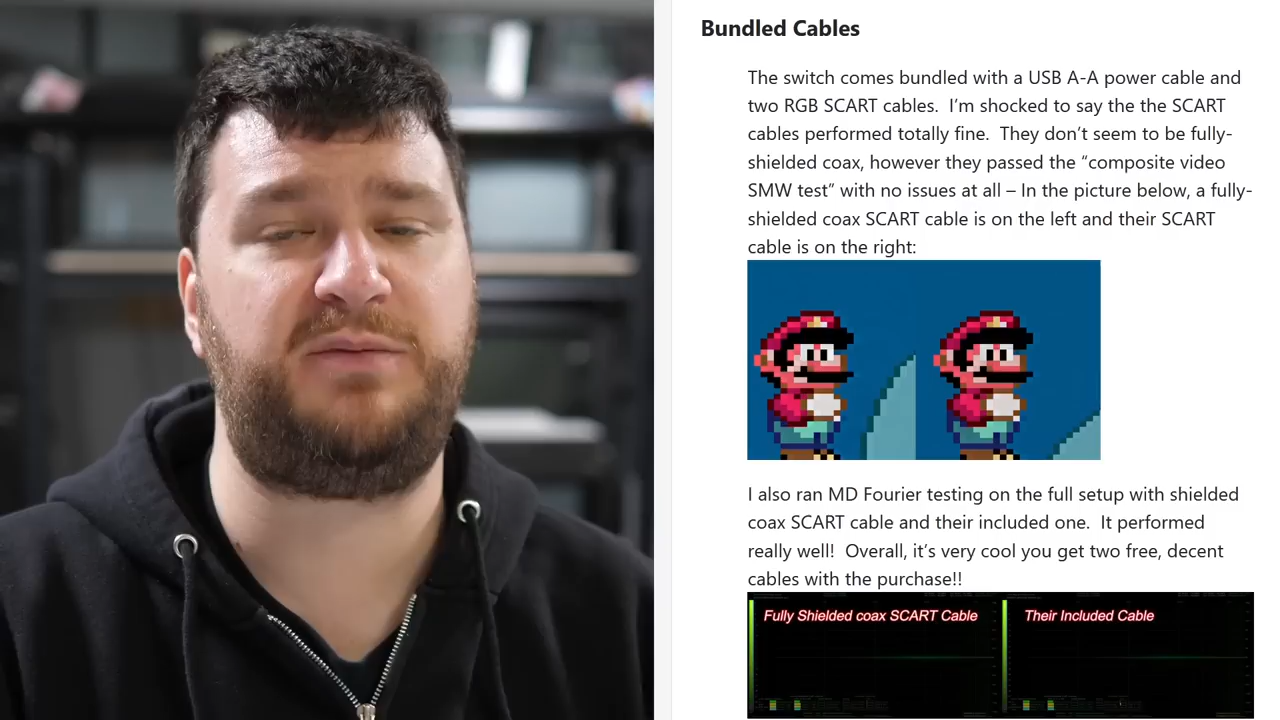 Bundled Cables
The switch comes bundled with a USB A-A power cable and
two RGB SCART cables.  I'm shocked to say the the SCART
cables performed totally fine.  They don't seem to be fully-
shielded coax, however they passed the “composite video
SMW test” with no issues at all – In the picture below, a fully-
shielded coax SCART cable is on the left and their SCART
cable is on the right:
I also ran MD Fourier testing on the full setup with shielded
coax SCART cable and their included one.  It performed
really well!  Overall, it's very cool you get two free, decent
cables with the purchase!!
Fully Shielded coax SCART Cable
Their Included Cable